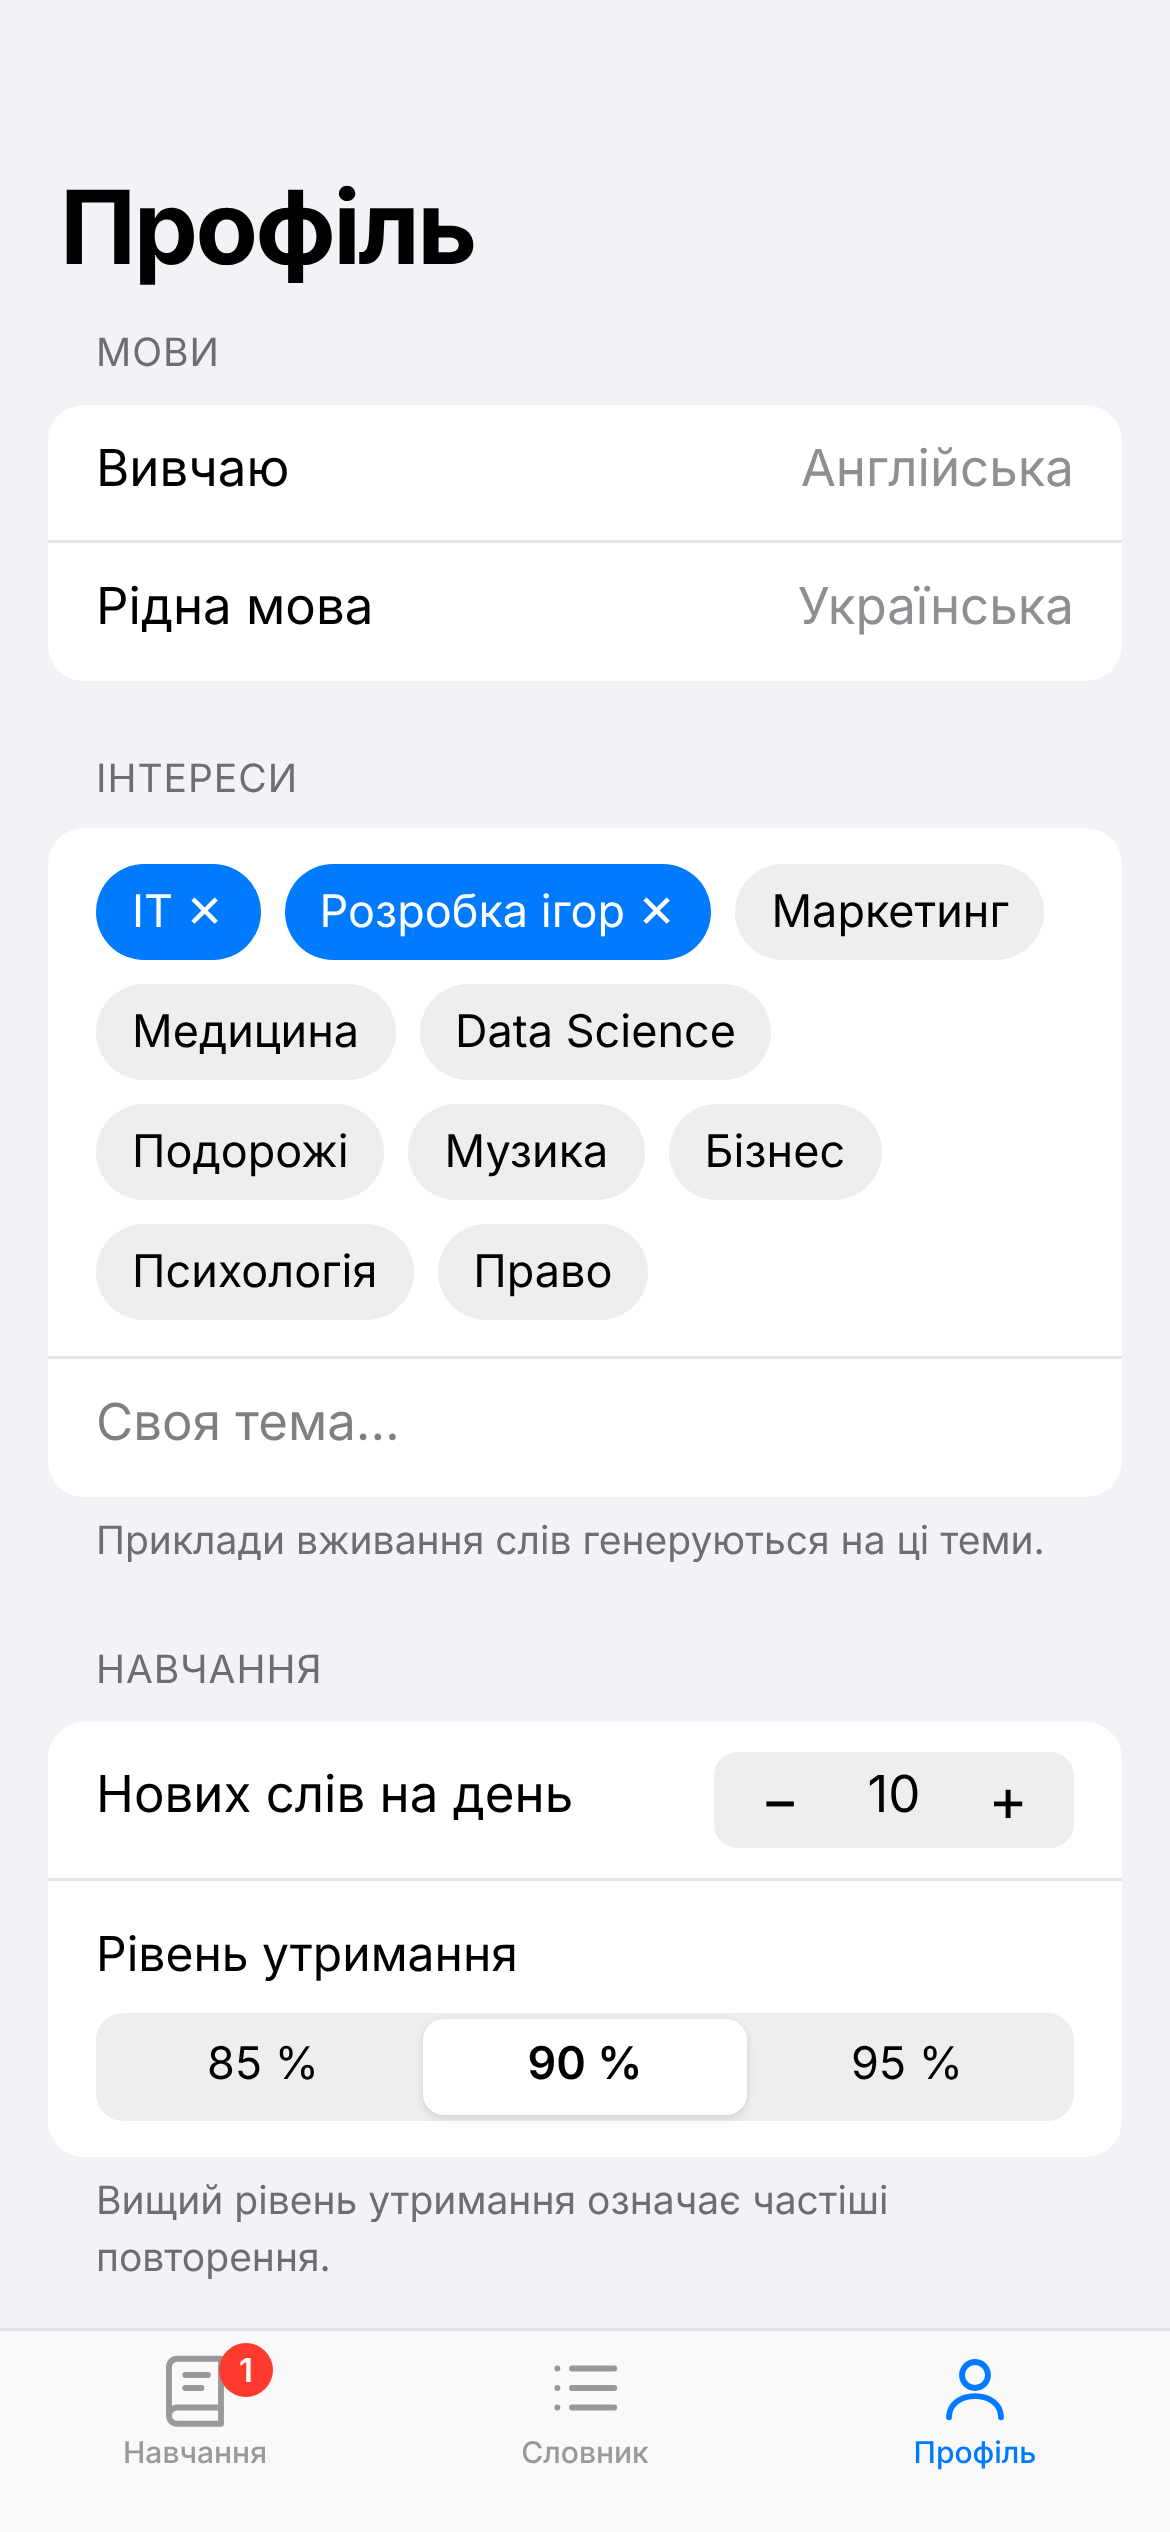 Профіль
МОВИ
Вивчаю Англійська
Рідна мова Українська
ІНТЕРЕСИ
IT ✕ Розробка ігор ✕ Маркетинг
Медицина Data Science
Подорожі Музика Бізнес
Психологія Право
Своя тема...
Приклади вживання слів генеруються на ці теми.
НАВЧАННЯ
Нових слів на день − 10 +
Рівень утримання
85 % 90 % 95 %
Вищий рівень утримання означає частіші
повторення.
1
Навчання Словник Профіль